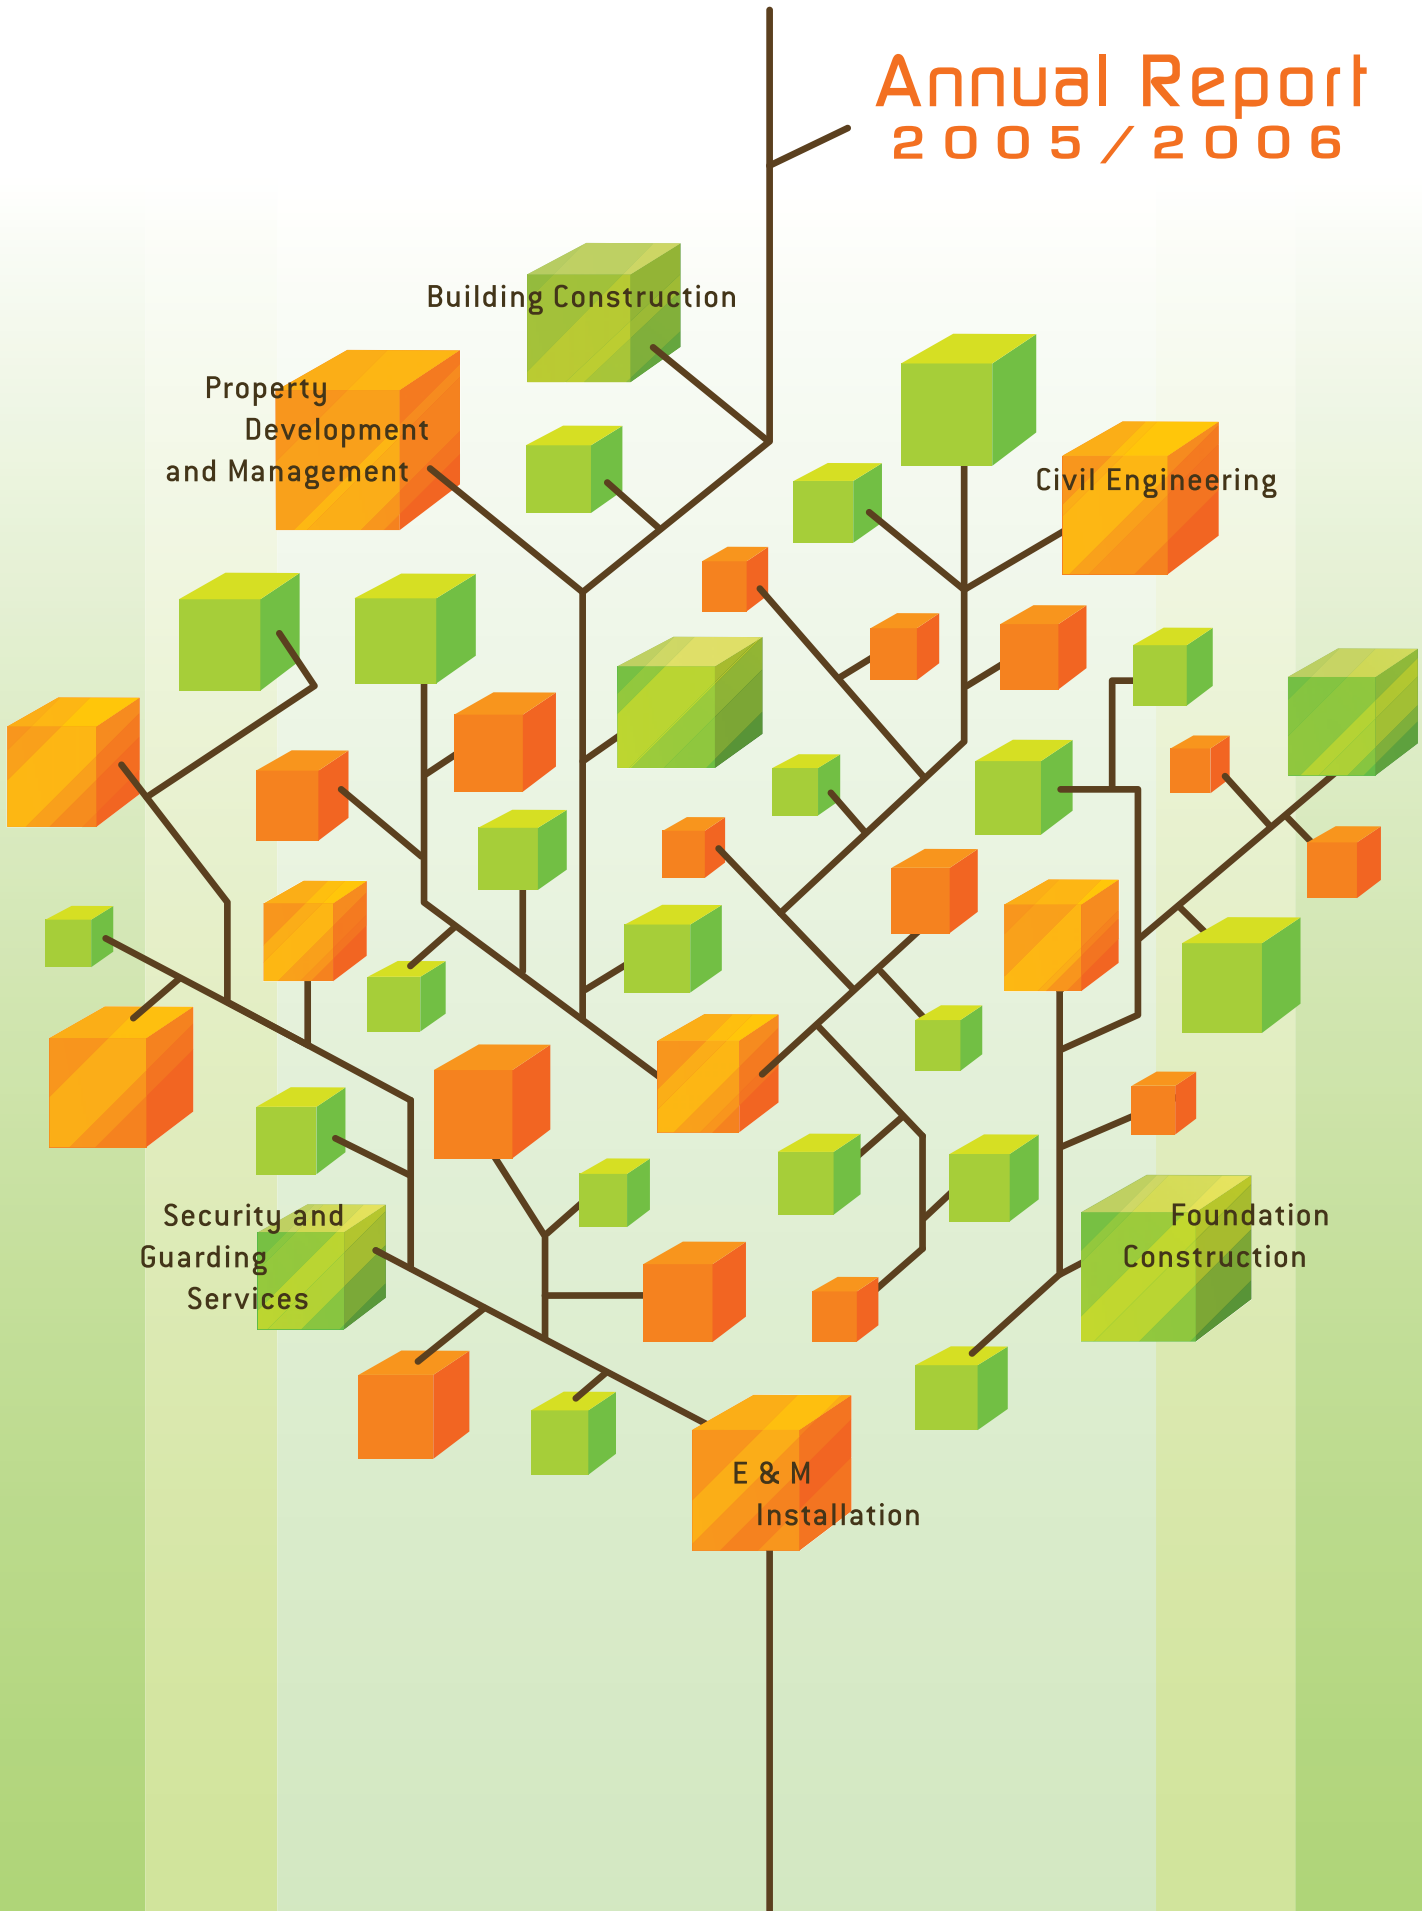 Annual Report
2005/2006
Building Construction
Property
Development
and Management
Civil Engineering
Security and
Guarding
Services
Foundation
Construction
E & M
Installation